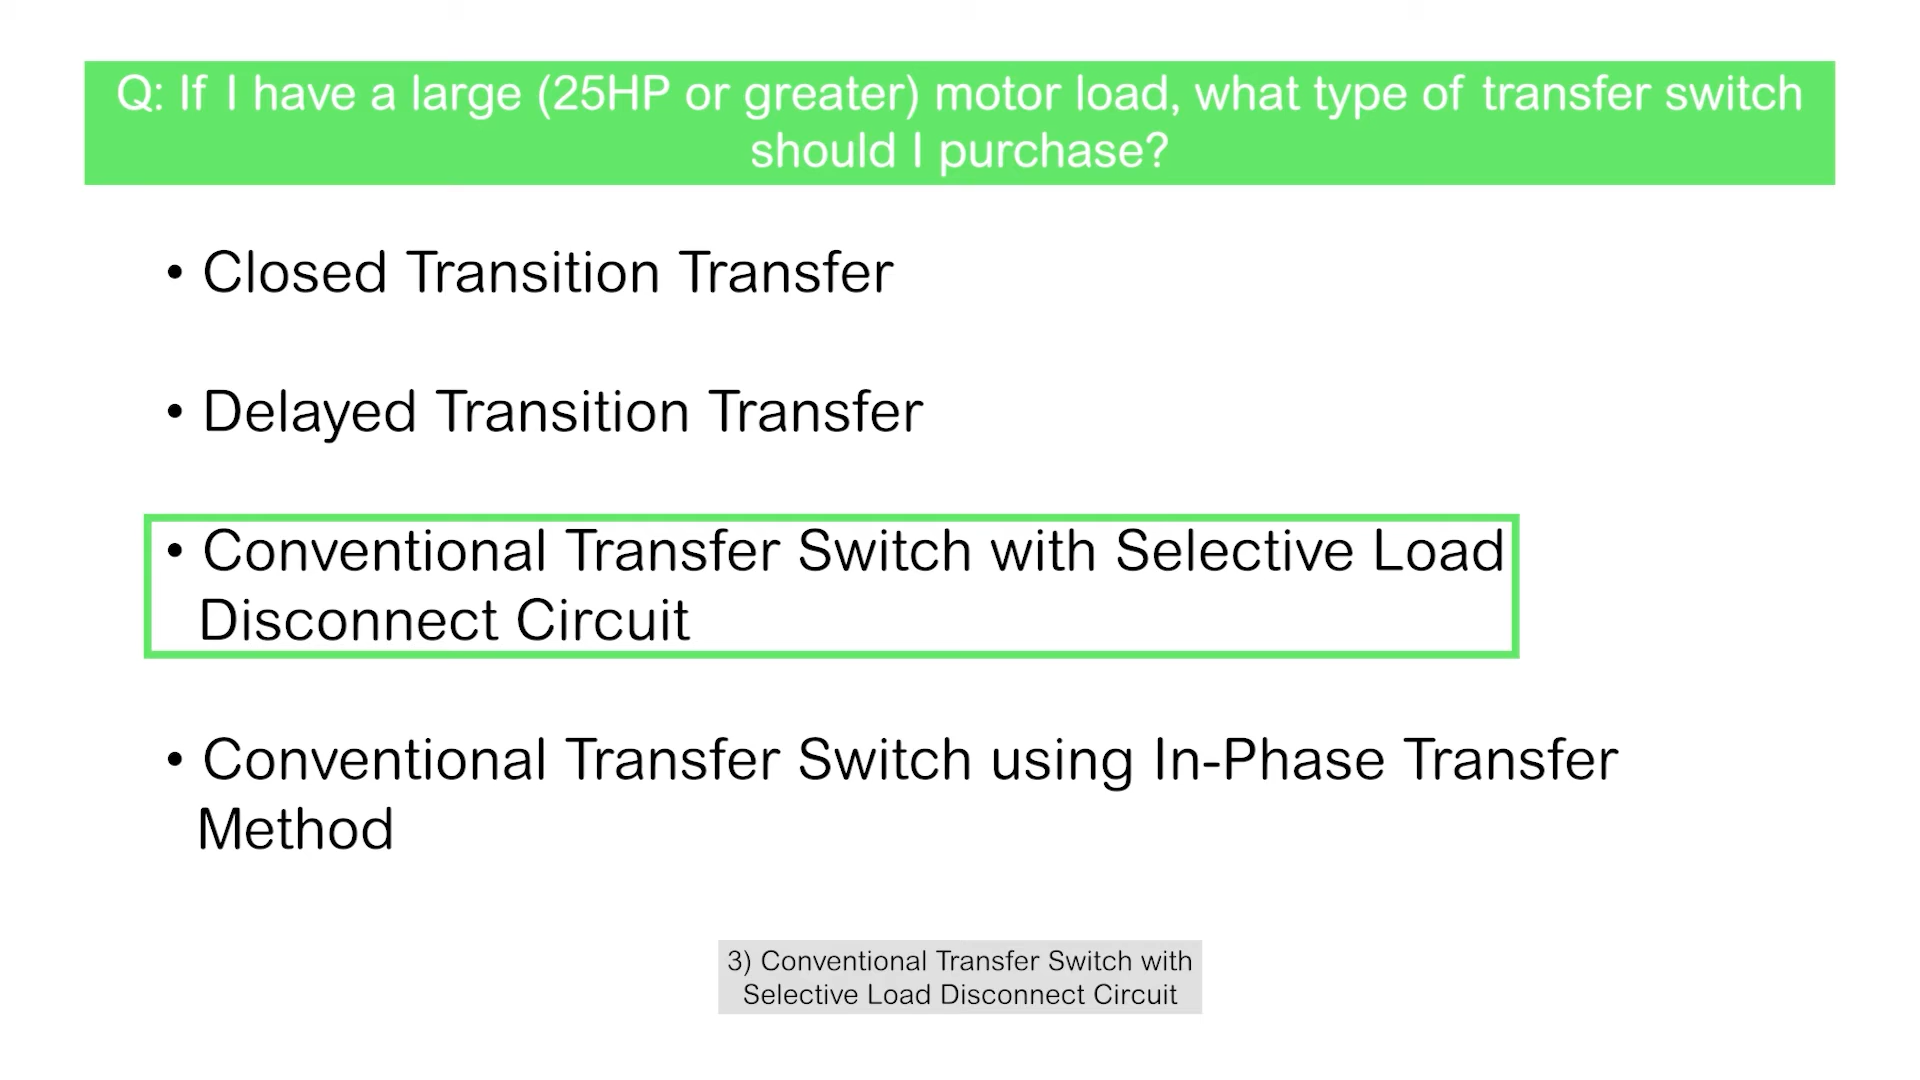 Q: If I have a large (25HP or greater) motor load, what type of transfer switch
should I purchase?
• Closed Transition Transfer
• Delayed Transition Transfer
• Conventional Transfer Switch with Selective Load
Disconnect Circuit
• Conventional Transfer Switch using In-Phase Transfer
Method
3) Conventional Transfer Switch with
Selective Load Disconnect Circuit